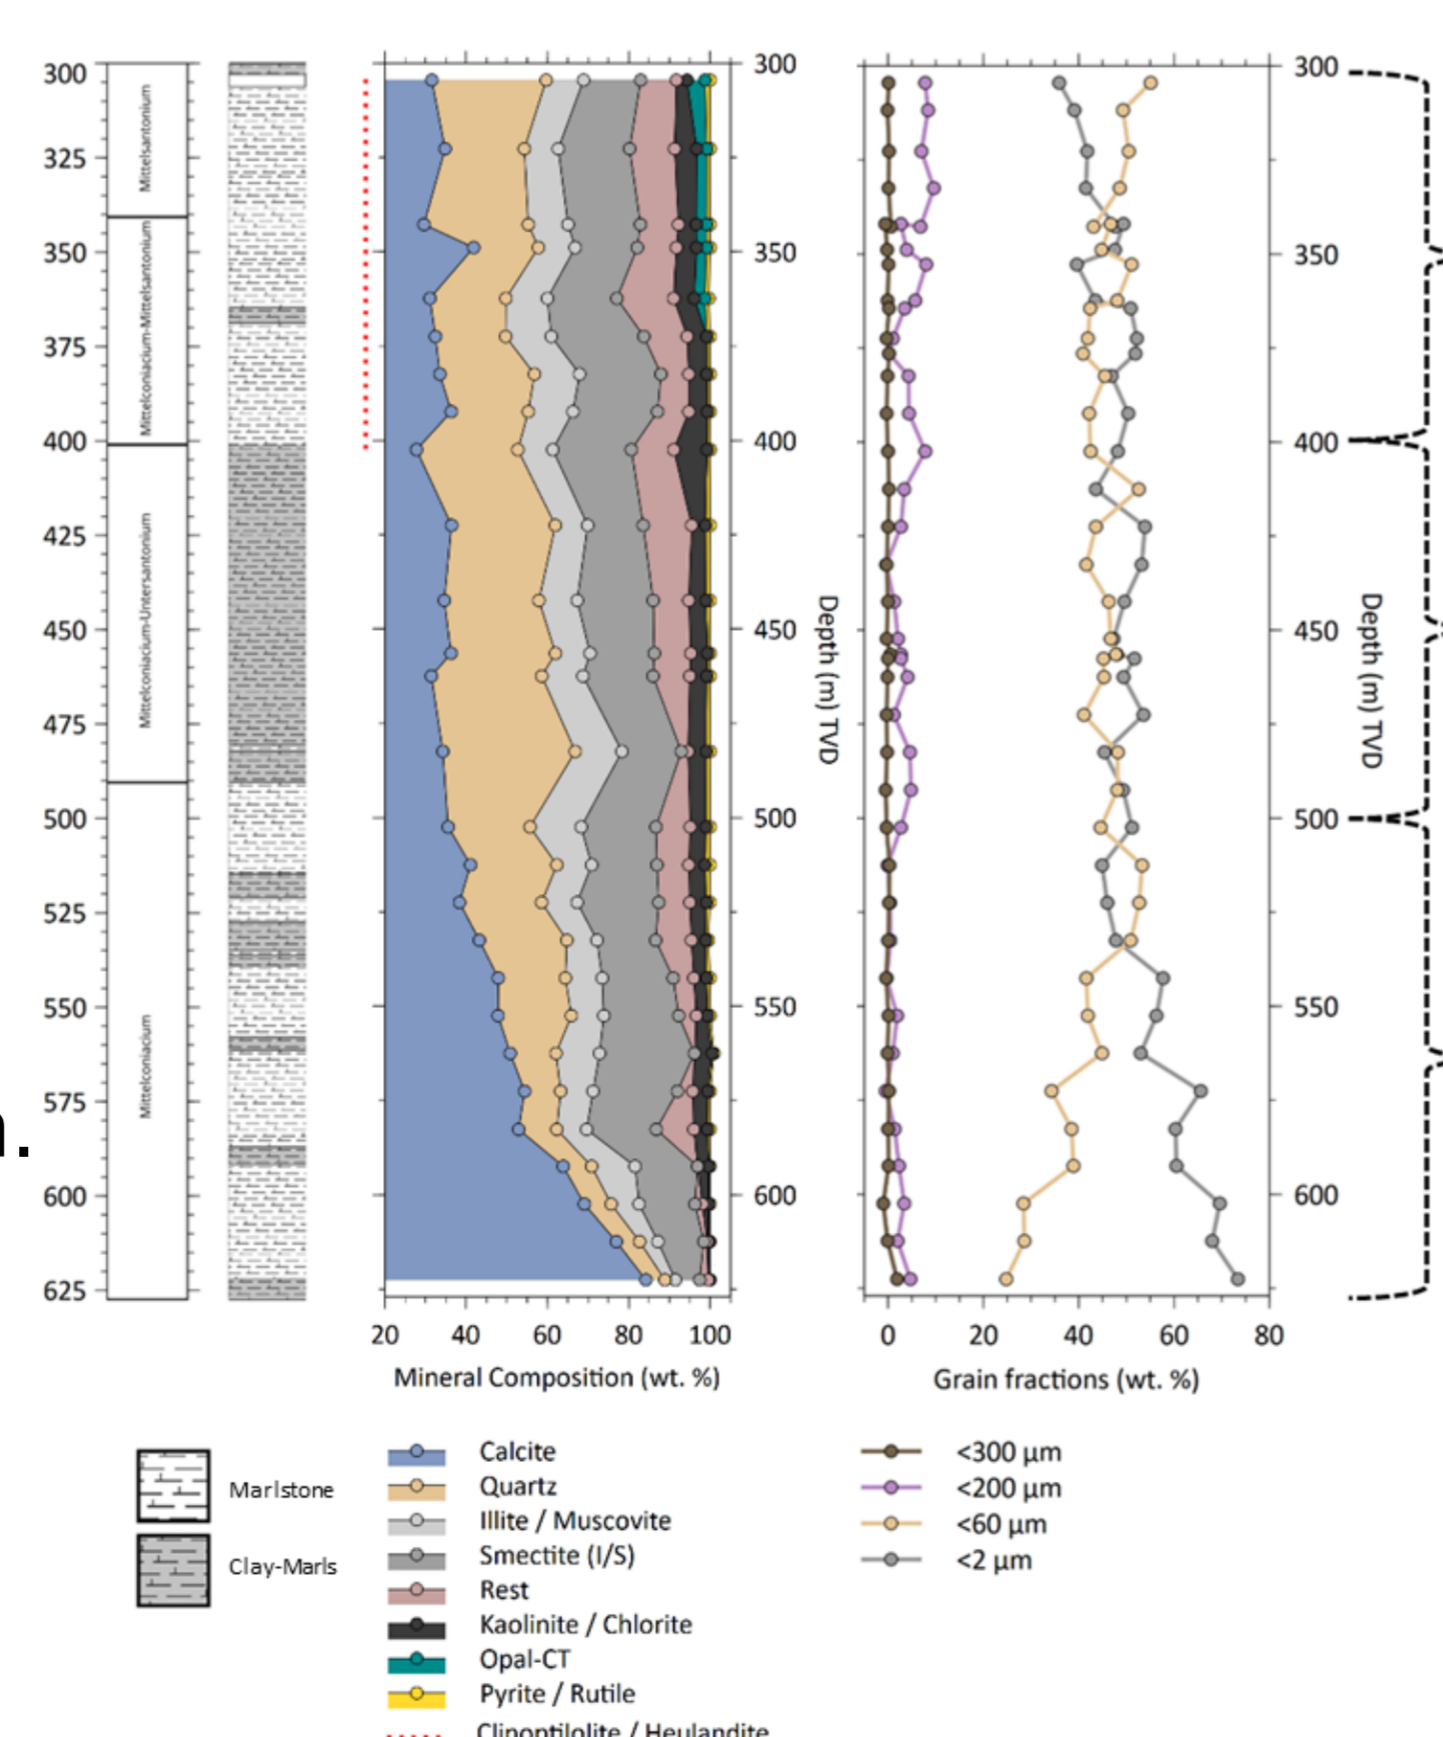 300
325
350
375
400
425
450
475
500
525
550
575
600
625
Mittelsantonium
Mittelconiacium-Mittelsantonium
Mittelconiacium-Untersantonium
Mittelconiacium
n.
300
350
400
450
500
550
600
Depth (m) TVD
20 40 60 80 100
Mineral Composition (wt. %)
300
350
400
450
500
550
600
Depth (m) TVD
0 20 40 60 80
Grain fractions (wt. %)
Marlstone
Clay-Marls
Calcite
Quartz
Illite / Muscovite
Smectite (I/S)
Rest
Kaolinite / Chlorite
Opal-CT
Pyrite / Rutile
Clinoptilolite / Heulandite
<300 μm
<200 μm
<60 μm
<2 μm